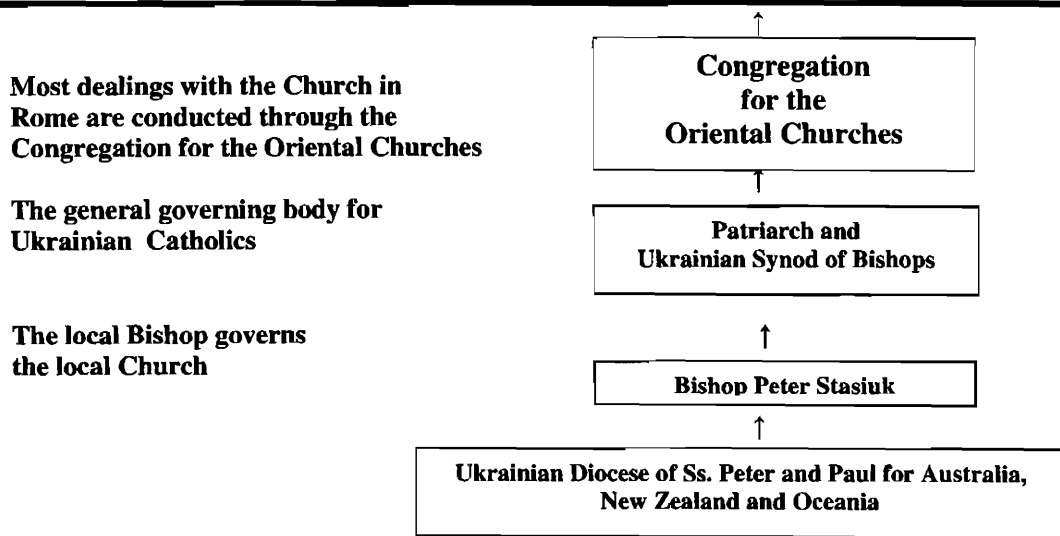 Most dealings with the Church in
Rome are conducted through the
Congregation for the Oriental Churches
Congregation
for the
Oriental Churches
The general governing body for
Ukrainian Catholics
Patriarch and
Ukrainian Synod of Bishops
The local Bishop governs
the local Church
Bishop Peter Stasiuk
Ukrainian Diocese of Ss. Peter and Paul for Australia,
New Zealand and Oceania